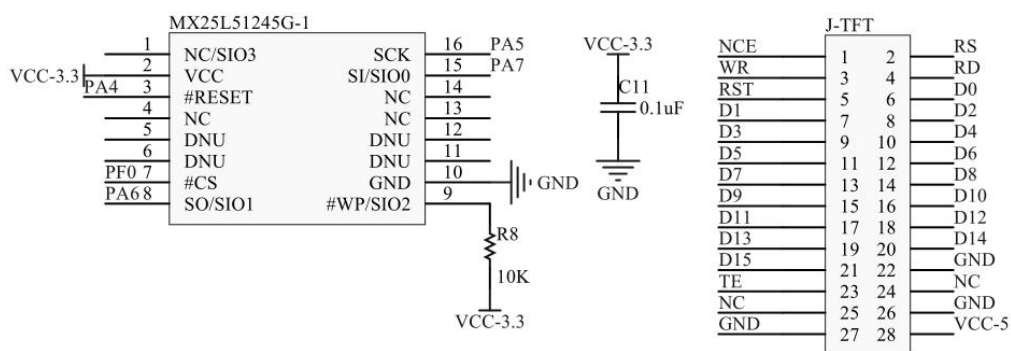 MX25L51245G-1
1 NC/SIO3 SCK 16 PA5
VCC-3.3 2 VCC SI/SIO0 15 PA7
PA4 3 #RESET NC 14
4 NC NC 13
5 DNU DNU 12
6 DNU DNU 11
PF0 7 #CS GND 10 GND
PA6 8 SO/SIO1 #WP/SIO2 9
R8
10K
VCC-3.3
VCC-3.3
C11
0.1uF
GND
J-TFT
NCE 1 2 RS
WR 3 4 RD
RST 5 6 D0
D1 7 8 D2
D3 9 10 D4
D5 11 12 D6
D7 13 14 D8
D9 15 16 D10
D11 17 18 D12
D13 19 20 D14
D15 21 22 GND
TE 23 24 NC
NC 25 26 GND
GND 27 28 VCC-5